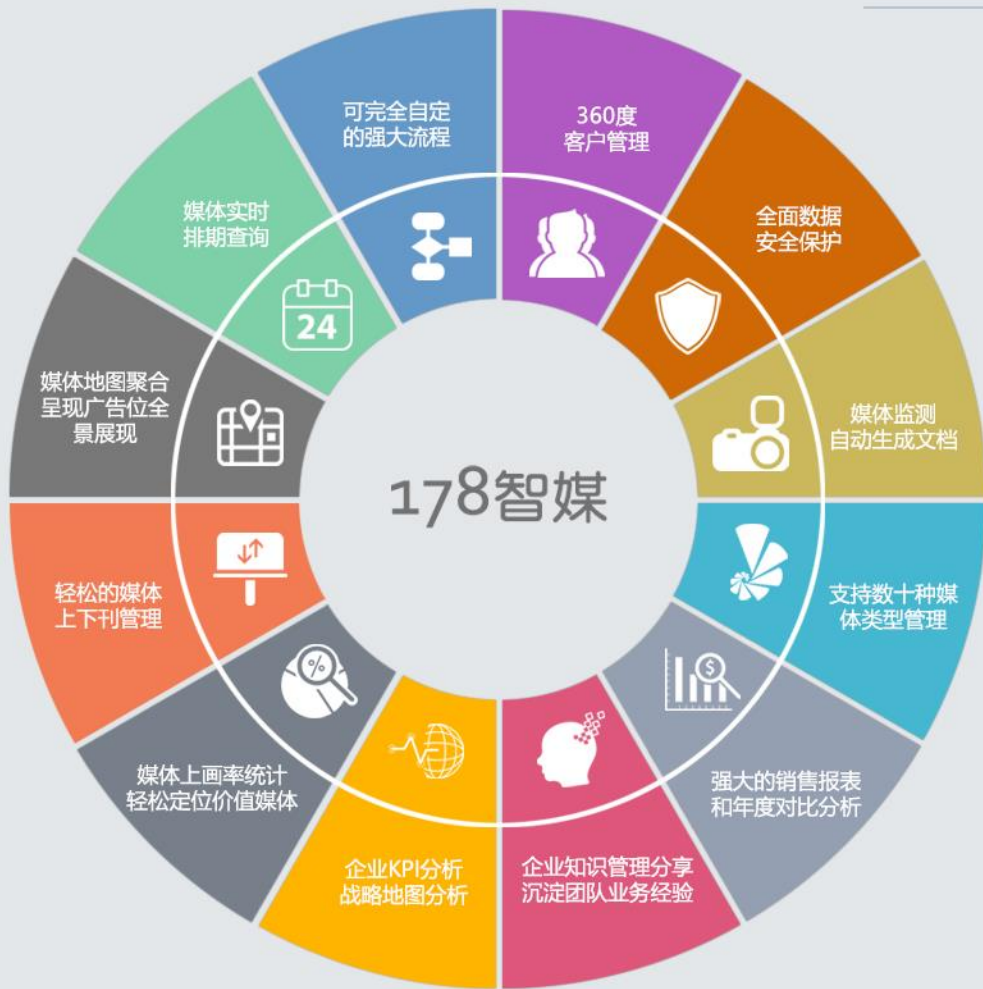 可完全自定
的强大流程
360度
客户管理
全面数据
安全保护
媒体监测
自动生成文档
支持数十种媒
体类型管理
强大的销售报表
和年度对比分析
企业知识管理分享
沉淀团队业务经验
企业KPI分析
战略地图分析
媒体上画率统计
轻松定位价值媒体
轻松的媒体
上下刊管理
媒体地图聚合
呈现广告位全
景展现
媒体实时
排期查询
24
%
$
178智媒